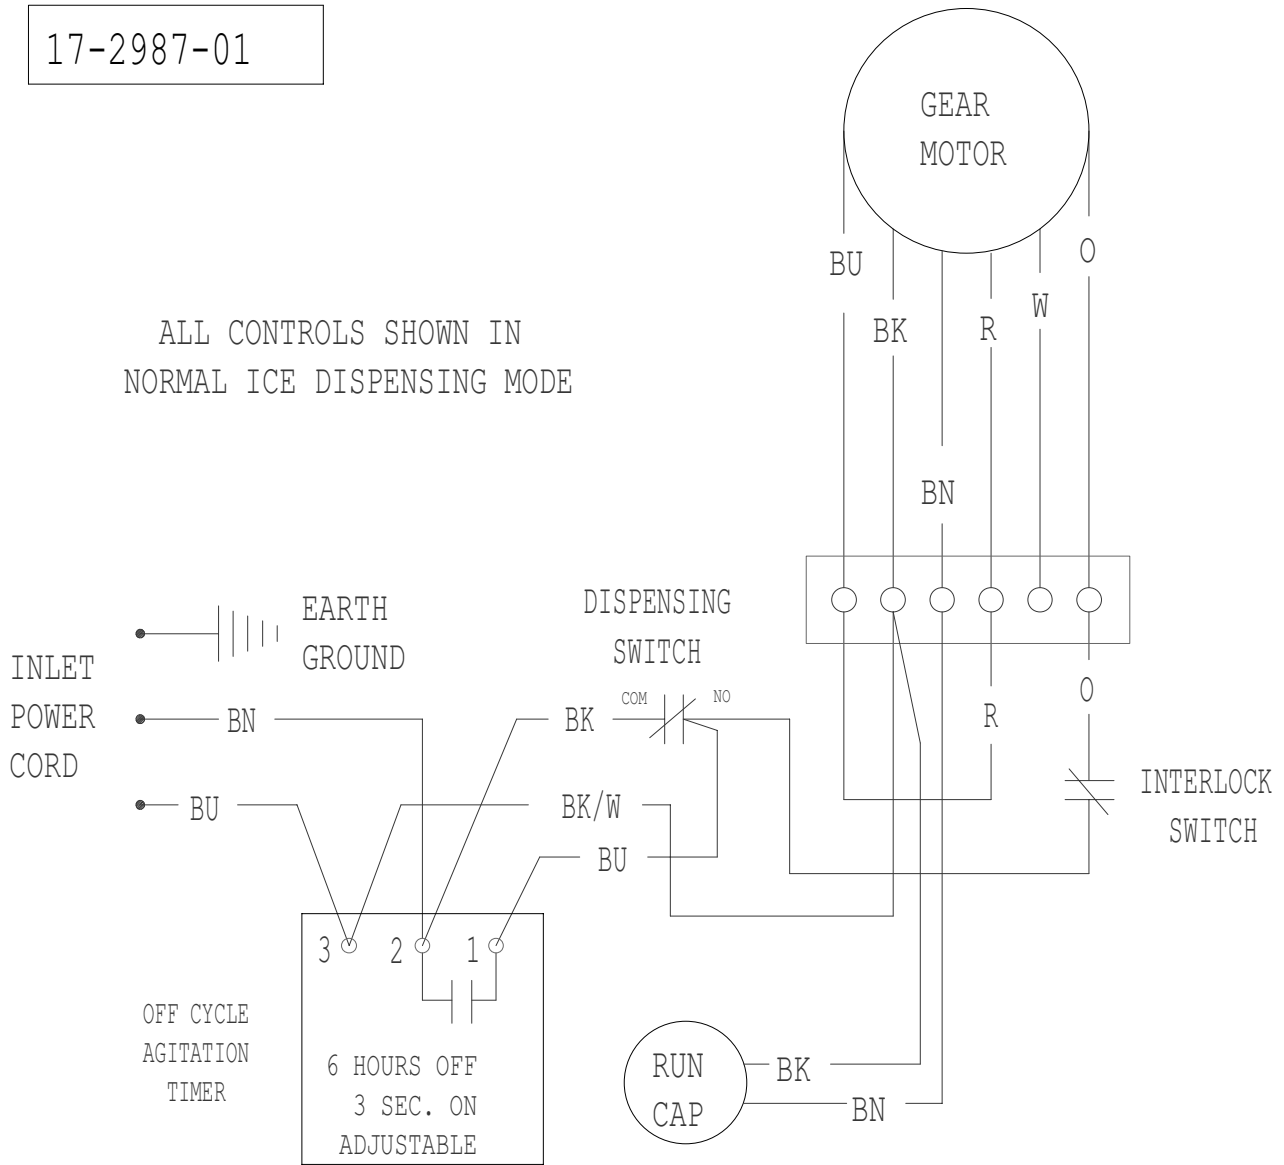 17-2987-01
GEAR
MOTOR
BU
BK
BN
R
W
O
ALL CONTROLS SHOWN IN
NORMAL ICE DISPENSING MODE
EARTH
GROUND
INLET
POWER
CORD
BN
BU
DISPENSING
SWITCH
COM
NO
BK
BK/W
BU
R
O
INTERLOCK
SWITCH
3 2 1
OFF CYCLE
AGITATION
TIMER
6 HOURS OFF
3 SEC. ON
ADJUSTABLE
RUN
CAP
BK
BN